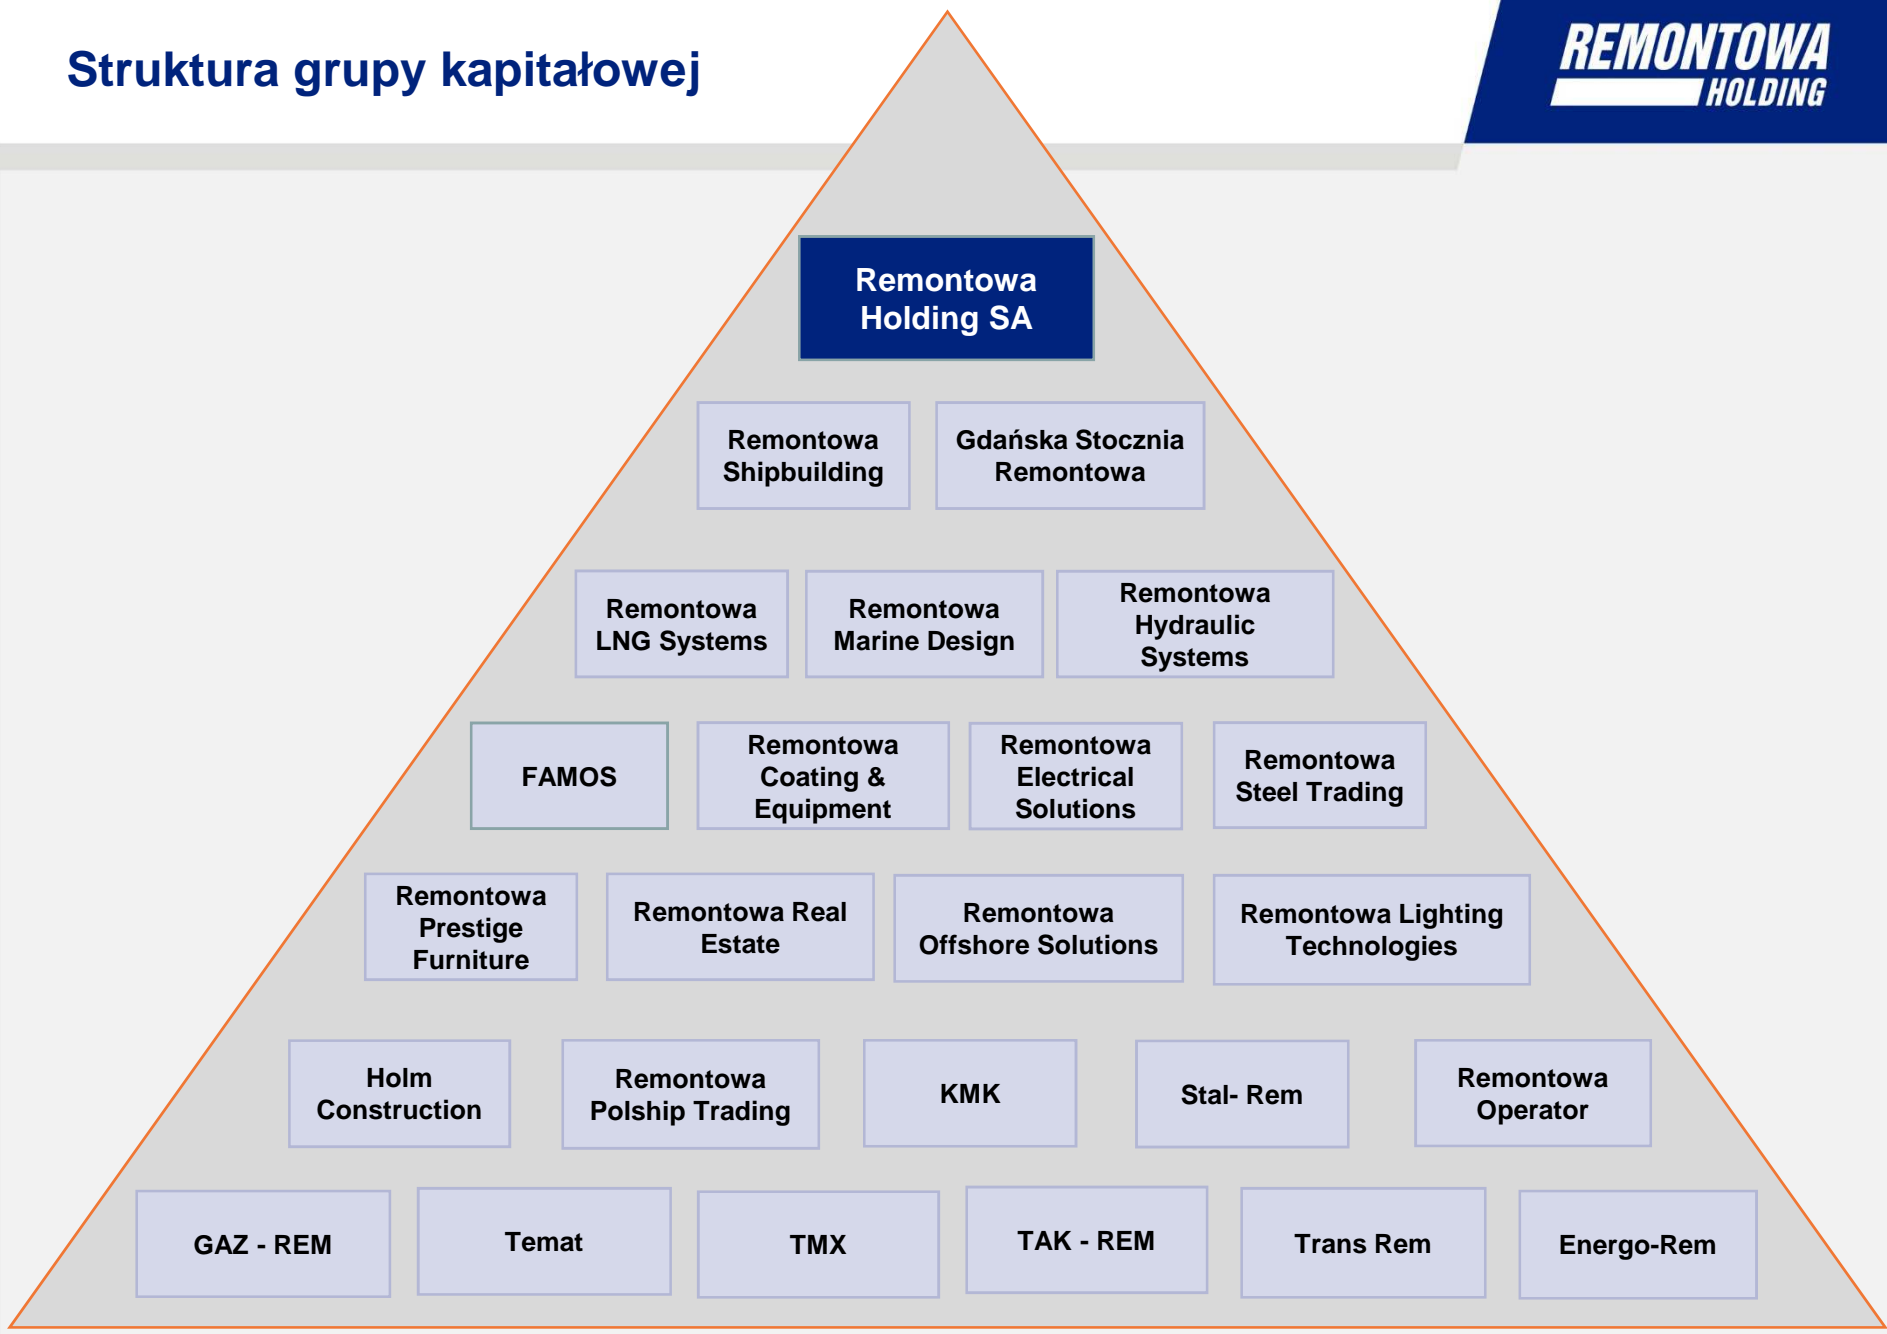 Struktura grupy kapitałowej
REMONTOWA
HOLDING
Remontowa
Holding SA
Remontowa
Shipbuilding
Gdańska Stocznia
Remontowa
Remontowa
LNG Systems
Remontowa
Marine Design
Remontowa
Hydraulic
Systems
FAMOS
Remontowa
Coating &
Equipment
Remontowa
Electrical
Solutions
Remontowa
Steel Trading
Remontowa
Prestige
Furniture
Remontowa Real
Estate
Remontowa
Offshore Solutions
Remontowa Lighting
Technologies
Holm
Construction
Remontowa
Polship Trading
KMK
Stal- Rem
Remontowa
Operator
GAZ - REM
Temat
TMX
TAK - REM
Trans Rem
Energo-Rem